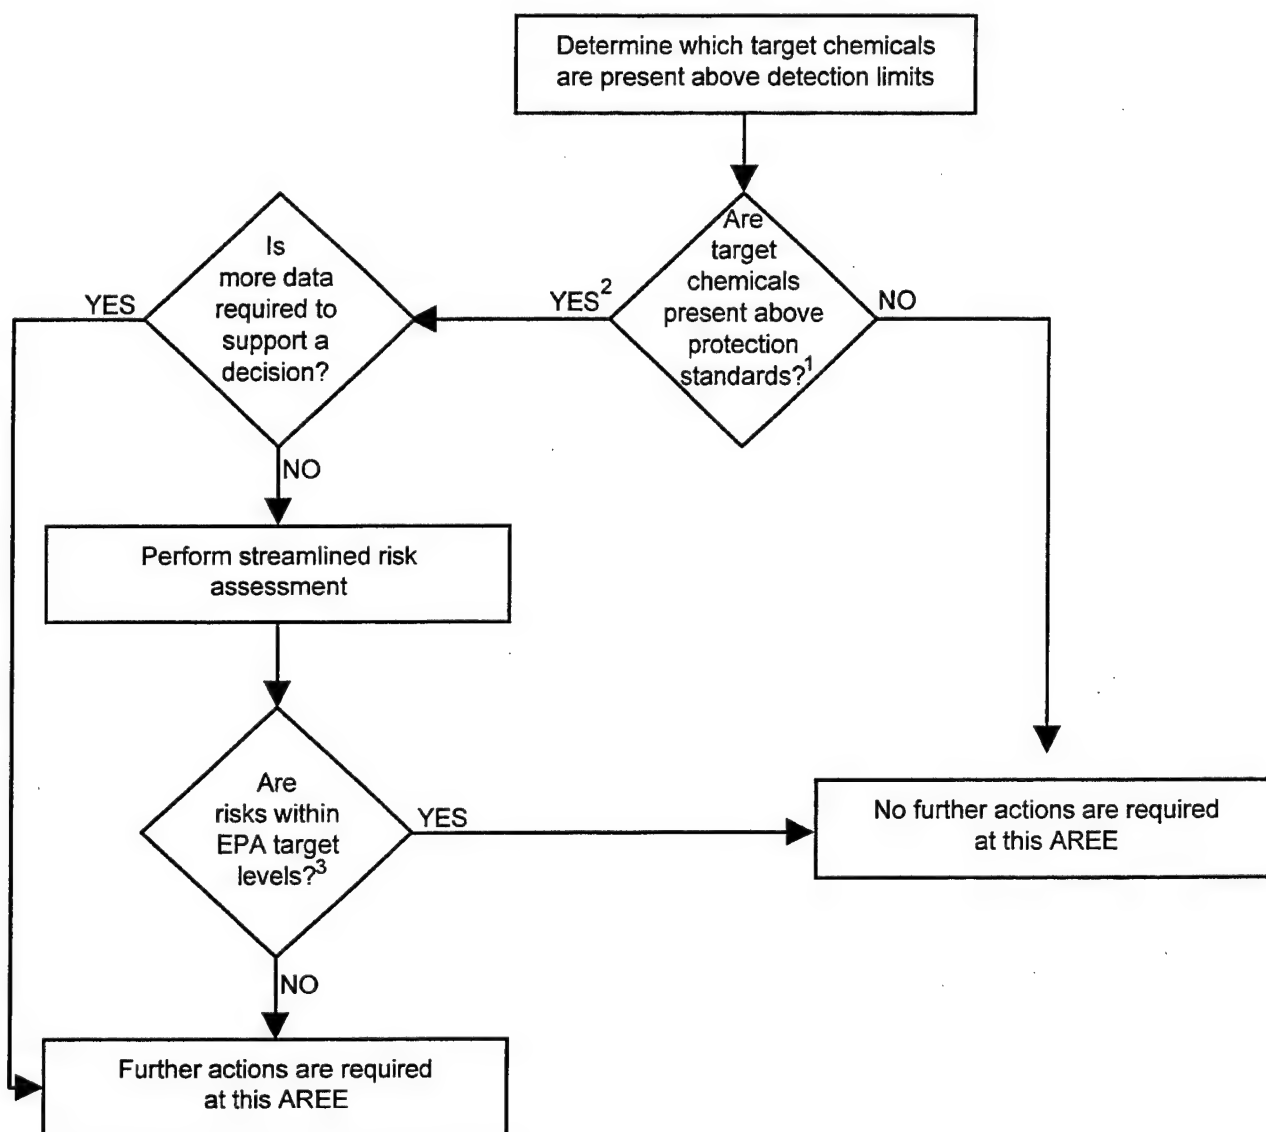 Determine which target chemicals
are present above detection limits
Are
target
chemicals
present above
protection
standards?¹
YES²
NO
Is
more data
required to
support a
decision?
YES
NO
Perform streamlined risk
assessment
Are
risks within
EPA target
levels?³
YES
NO
No further actions are required
at this AREE
Further actions are required
at this AREE